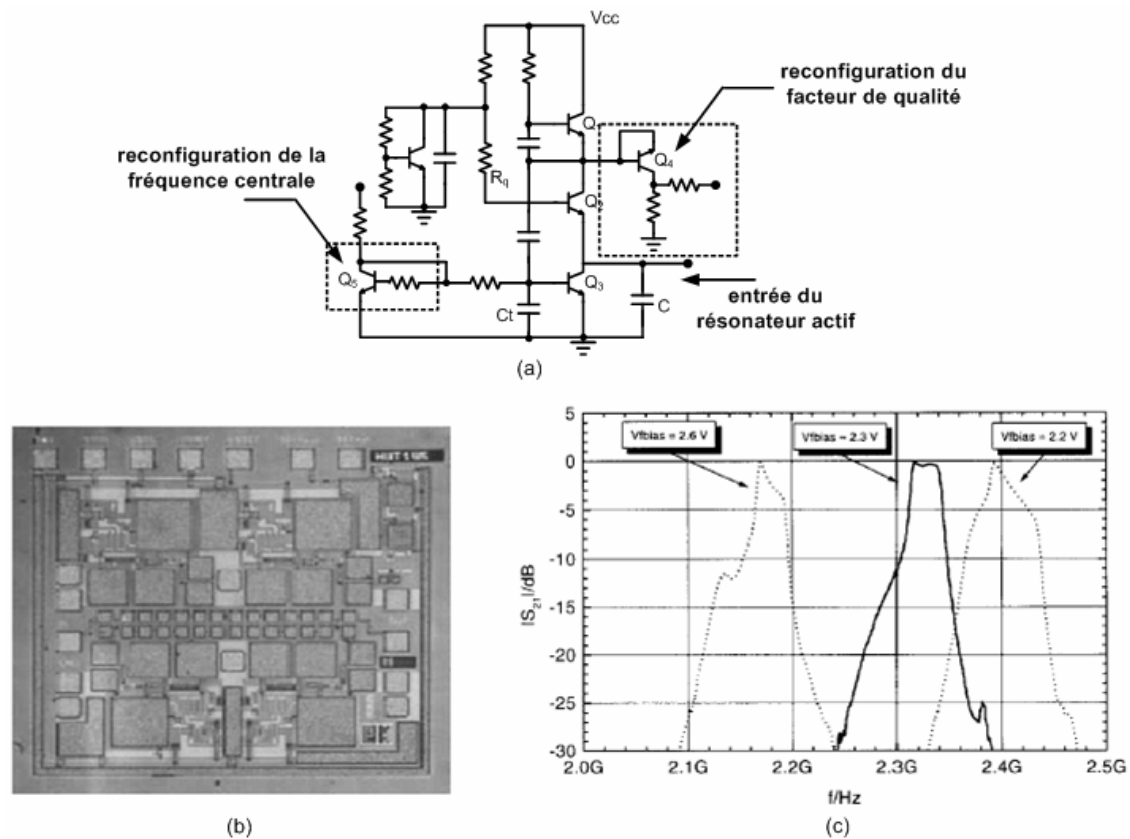 Vcc
reconfiguration du
facteur de qualité
Q
Q₄
reconfiguration de la
fréquence centrale
Rq
Q₂
Q₅
Q₃
entrée du
résonateur actif
Ct
C
(a)
5
0
-5
-10
-15
-20
-25
-30
|S₂₁|/dB
Vfbias = 2.6 V
Vfbias = 2.3 V
Vfbias = 2.2 V
2.0G
2.1G
2.2G
2.3G
2.4G
2.5G
f/Hz
(b)
(c)